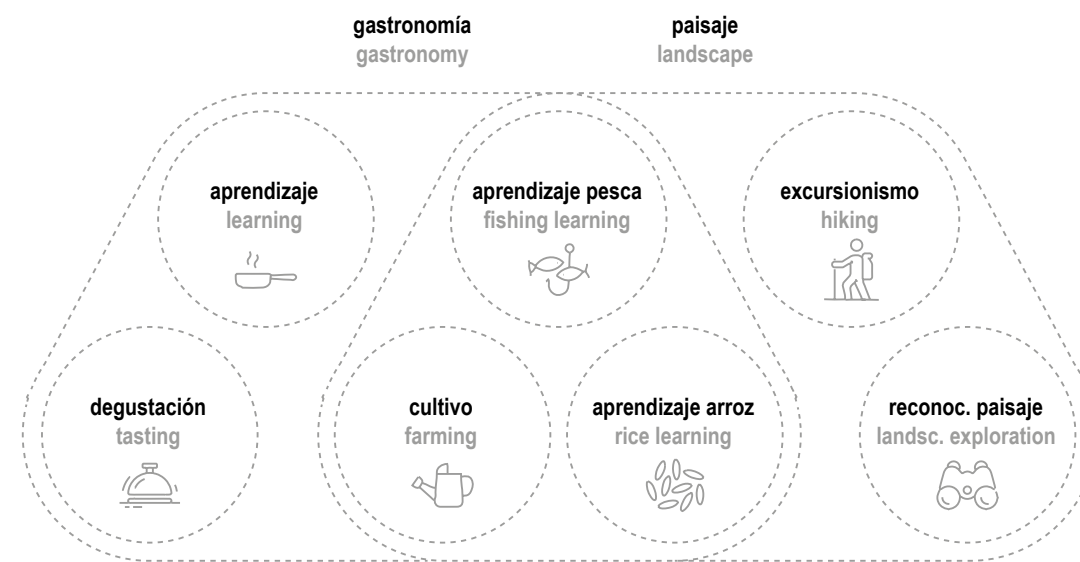 gastronomía
gastronomy
paisaje
landscape
aprendizaje
learning
aprendizaje pesca
fishing learning
excursionismo
hiking
degustación
tasting
cultivo
farming
aprendizaje arroz
rice learning
reconoc. paisaje
landsc. exploration